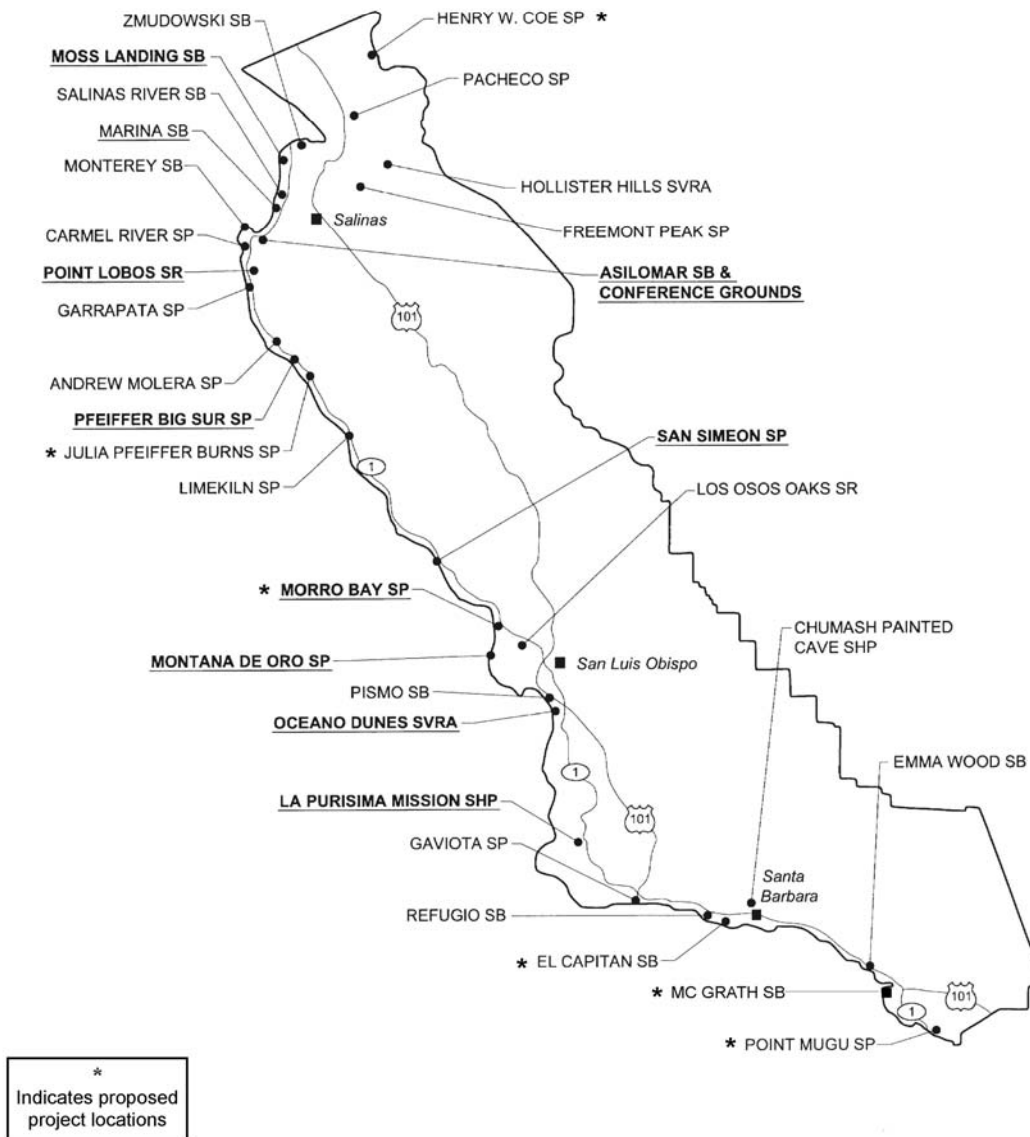 ZMUDOWSKI SB
HENRY W. COE SP *
MOSS LANDING SB
PACHECO SP
SALINAS RIVER SB
MARINA SB
MONTEREY SB
HOLLISTER HILLS SVRA
Salinas
FREEMONT PEAK SP
CARMEL RIVER SP
POINT LOBOS SR
ASILOMAR SB &
CONFERENCE GROUNDS
GARRAPATA SP
101
ANDREW MOLERA SP
PFEIFFER BIG SUR SP
* JULIA PFEIFFER BURNS SP
SAN SIMEON SP
1
LIMEKILN SP
LOS OSOS OAKS SR
* MORRO BAY SP
CHUMASH PAINTED
CAVE SHP
MONTANA DE ORO SP
San Luis Obispo
PISMO SB
OCEANO DUNES SVRA
EMMA WOOD SB
1
LA PURISIMA MISSION SHP
101
GAVIOTA SP
Santa
Barbara
REFUGIO SB
* EL CAPITAN SB
* MC GRATH SB
101
1
* POINT MUGU SP
*
Indicates proposed
project locations